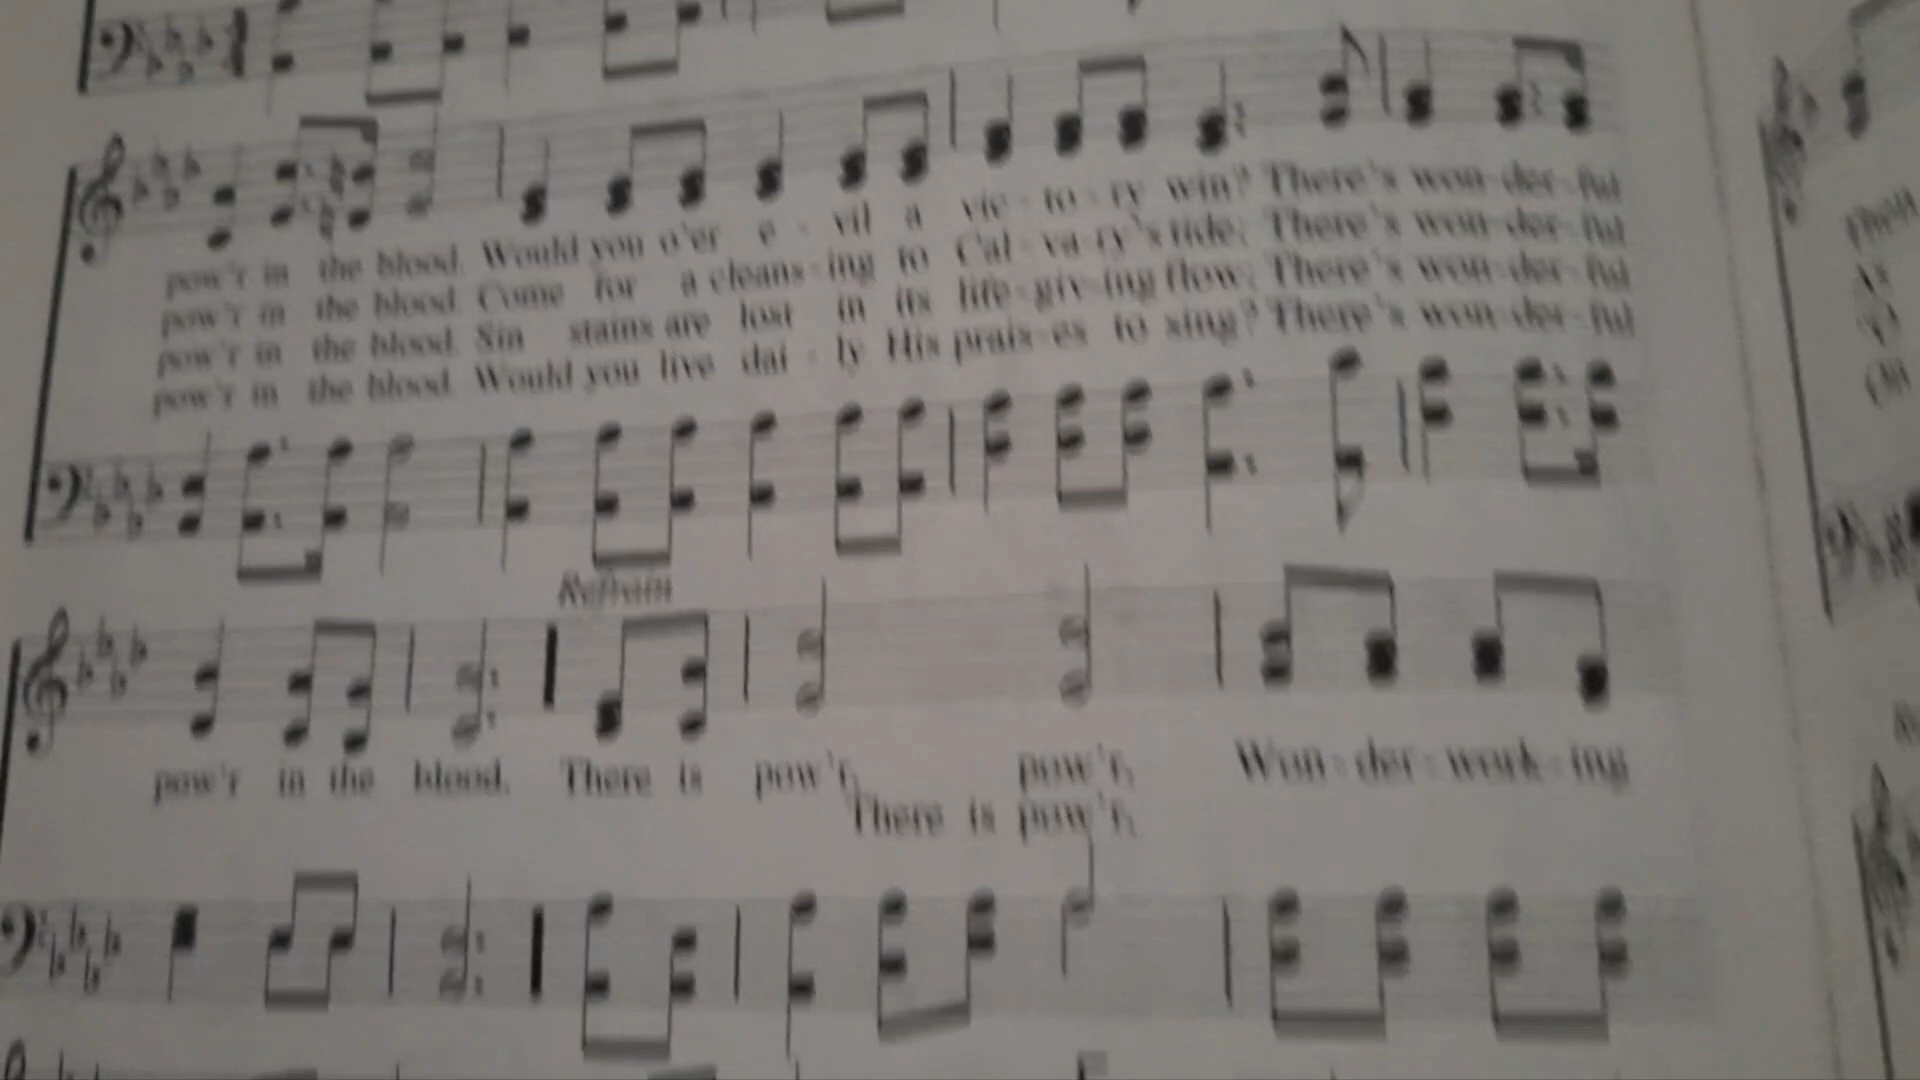 pow'r in the blood. Would you o'er e - vil a vic - to - ry win? There's won-der-ful
pow'r in the blood. Come for a cleans-ing to Cal - va-ry's tide; There's won-der-ful
pow'r in the blood. Sin stains are lost in its life-giv-ing flow; There's won-der-ful
pow'r in the blood. Would you live dai - ly His prais-es to sing? There's won-der-ful
Refrain
pow'r in the blood. There is pow'r, pow'r, Won-der-work-ing
There is pow'r,